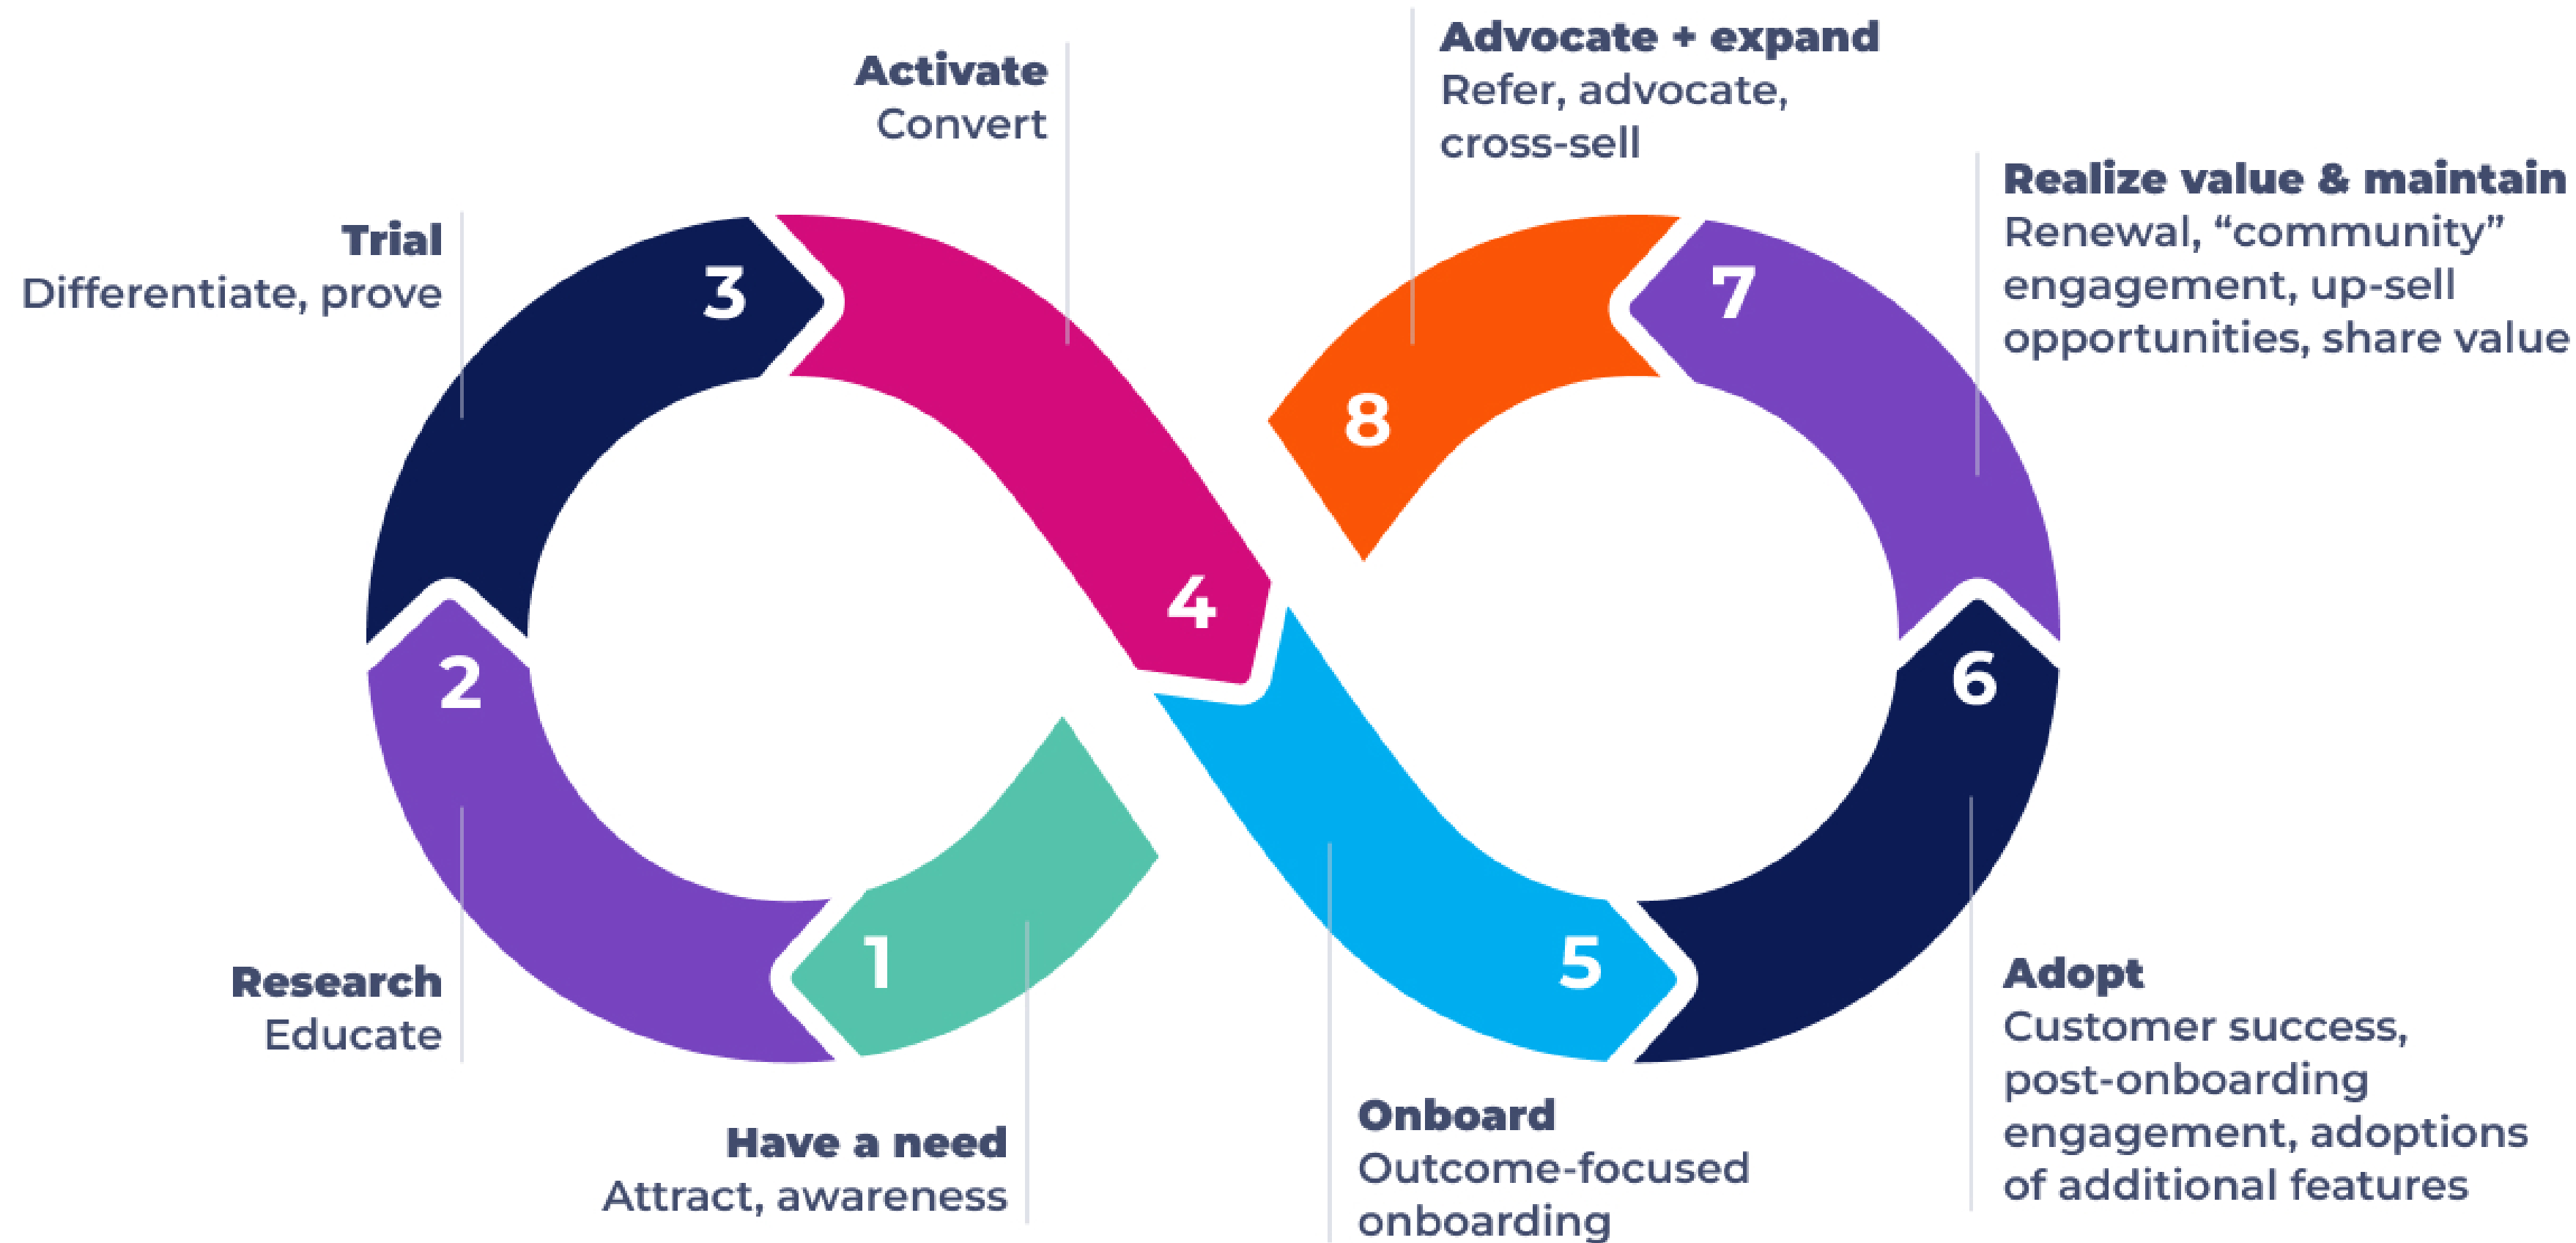 Advocate + expand
Refer, advocate,
cross-sell
Activate
Convert
Realize value & maintain
Renewal, “community”
engagement, up-sell
opportunities, share value
Trial
Differentiate, prove
3
7
8
4
2
6
1
5
Research
Educate
Adopt
Customer success,
post-onboarding
engagement, adoptions
of additional features
Have a need
Attract, awareness
Onboard
Outcome-focused
onboarding